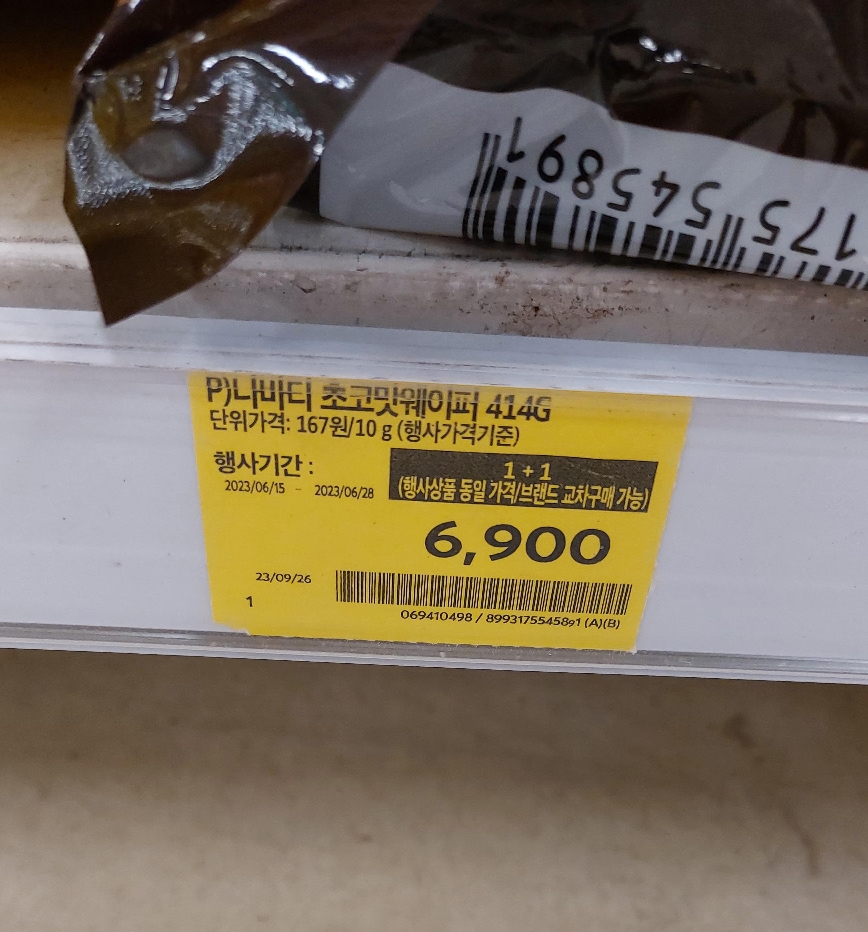 175 545891
P)나바티 초코맛웨이퍼 414G
단위가격: 167원/10 g (행사가격기준)
행사기간 :
2023/06/15 - 2023/06/28
1 + 1
(행사상품 동일 가격/브랜드 교차구매 가능)
6,900
23/09/26
1
069410498 / 8993175545891 (A)(B)